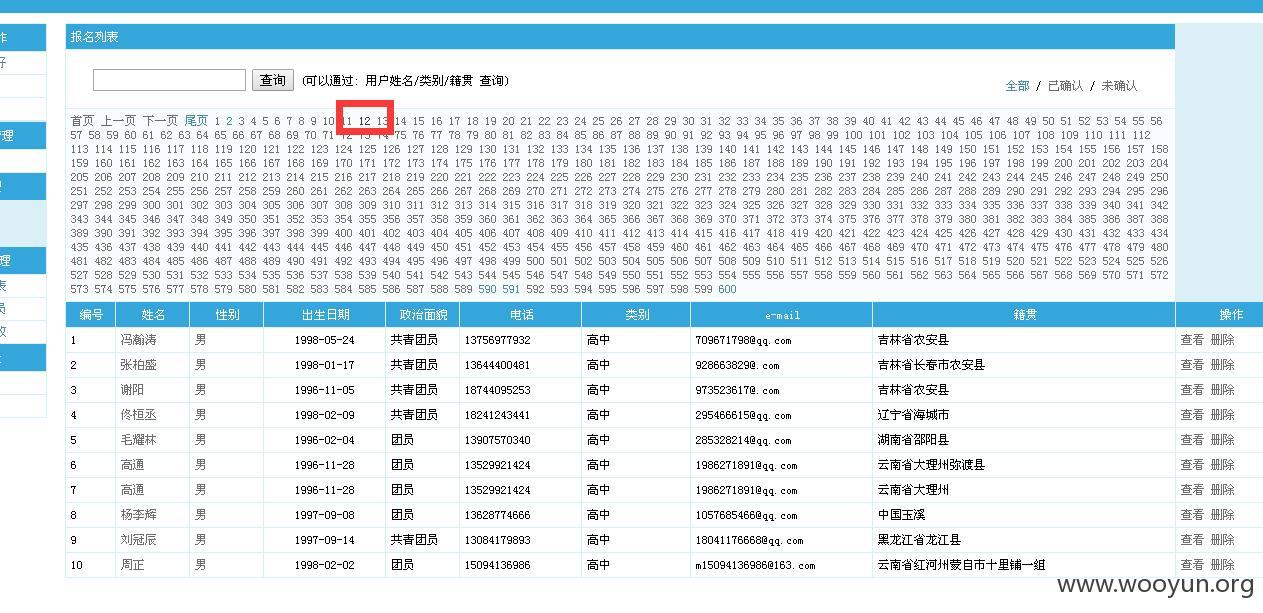 作
报名列表
好
查询 (可以通过: 用户姓名/类别/籍贯 查询)
全部 / 已确认 / 未确认
首页 上一页 下一页 尾页 1 2 3 4 5 6 7 8 9 10 11 12 13 14 15 16 17 18 19 20 21 22 23 24 25 26 27 28 29 30 31 32 33 34 35 36 37 38 39 40 41 42 43 44 45 46 47 48 49 50 51 52 53 54 55 56
管理
57 58 59 60 61 62 63 64 65 66 67 68 69 70 71 72 73 74 75 76 77 78 79 80 81 82 83 84 85 86 87 88 89 90 91 92 93 94 95 96 97 98 99 100 101 102 103 104 105 106 107 108 109 110 111 112
113 114 115 116 117 118 119 120 121 122 123 124 125 126 127 128 129 130 131 132 133 134 135 136 137 138 139 140 141 142 143 144 145 146 147 148 149 150 151 152 153 154 155 156 157 158
159 160 161 162 163 164 165 166 167 168 169 170 171 172 173 174 175 176 177 178 179 180 181 182 183 184 185 186 187 188 189 190 191 192 193 194 195 196 197 198 199 200 201 202 203 204
205 206 207 208 209 210 211 212 213 214 215 216 217 218 219 220 221 222 223 224 225 226 227 228 229 230 231 232 233 234 235 236 237 238 239 240 241 242 243 244 245 246 247 248 249 250
251 252 253 254 255 256 257 258 259 260 261 262 263 264 265 266 267 268 269 270 271 272 273 274 275 276 277 278 279 280 281 282 283 284 285 286 287 288 289 290 291 292 293 294 295 296
297 298 299 300 301 302 303 304 305 306 307 308 309 310 311 312 313 314 315 316 317 318 319 320 321 322 323 324 325 326 327 328 329 330 331 332 333 334 335 336 337 338 339 340 341 342
343 344 345 346 347 348 349 350 351 352 353 354 355 356 357 358 359 360 361 362 363 364 365 366 367 368 369 370 371 372 373 374 375 376 377 378 379 380 381 382 383 384 385 386 387 388
389 390 391 392 393 394 395 396 397 398 399 400 401 402 403 404 405 406 407 408 409 410 411 412 413 414 415 416 417 418 419 420 421 422 423 424 425 426 427 428 429 430 431 432 433 434
435 436 437 438 439 440 441 442 443 444 445 446 447 448 449 450 451 452 453 454 455 456 457 458 459 460 461 462 463 464 465 466 467 468 469 470 471 472 473 474 475 476 477 478 479 480
481 482 483 484 485 486 487 488 489 490 491 492 493 494 495 496 497 498 499 500 501 502 503 504 505 506 507 508 509 510 511 512 513 514 515 516 517 518 519 520 521 522 523 524 525 526
理
527 528 529 530 531 532 533 534 535 536 537 538 539 540 541 542 543 544 545 546 547 548 549 550 551 552 553 554 555 556 557 558 559 560 561 562 563 564 565 566 567 568 569 570 571 572
表
573 574 575 576 577 578 579 580 581 582 583 584 585 586 587 588 589 590 591 592 593 594 595 596 597 598 599 600
员
编号 姓名 性别 出生日期 政治面貌 电话 类别 e-mail 籍贯 操作
改
1 冯瀚涛 男 1998-05-24 共青团员 13756977932 高中 709671798@qq.com 吉林省农安县 查看 删除
2 张柏盛 男 1998-01-17 共青团员 13644400481 高中 928663829@.com 吉林省长春市农安县 查看 删除
3 谢阳 男 1996-11-05 共青团员 18744095253 高中 973523617@.com 吉林省农安县 查看 删除
4 佟桓丞 男 1998-02-09 共青团员 18241243441 高中 295466615@qq.com 辽宁省海城市 查看 删除
5 毛耀林 男 1996-02-04 团员 13907570340 高中 285328214@qq.com 湖南省邵阳县 查看 删除
6 高通 男 1996-11-28 团员 13529921424 高中 1986271891@qq.com 云南省大理州弥渡县 查看 删除
7 高通 男 1996-11-28 团员 13529921424 高中 1986271891@qq.com 云南省大理州 查看 删除
8 杨李辉 男 1997-09-08 团员 13628774666 高中 1057685466@qq.com 中国玉溪 查看 删除
9 刘冠辰 男 1997-09-14 共青团员 13084179893 高中 18041176668@qq.com 黑龙江省龙江县 查看 删除
10 周芷 男 1998-02-02 团员 15094136986 高中 m15094136986@163.com 云南省红河州蒙自市十里铺一组 查看 删除
www.wooyun.org